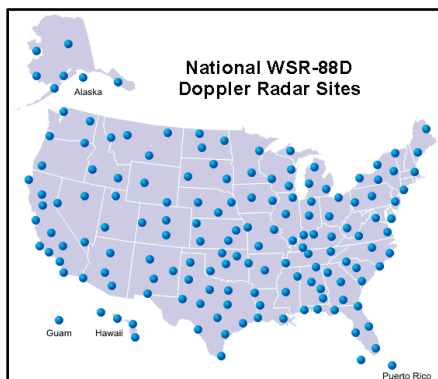 National WSR-88D
Doppler Radar Sites
Alaska
Guam
Hawaii
Puerto Rico